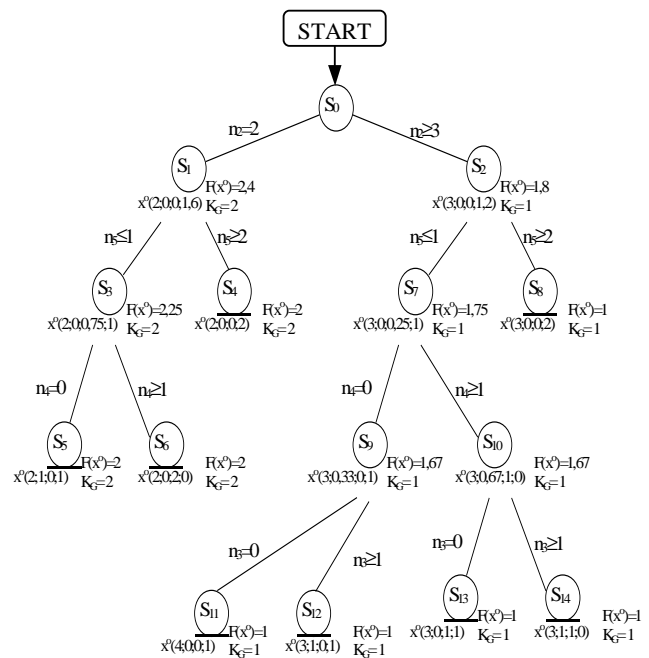 START
S0
n2=2
n2≥3
S1
F(x⁰)=2,4
x⁰(2;0;0;1,6) KG=2
S2
F(x⁰)=1,8
x⁰(3;0;0;1,2) KG=1
n5≤1
n5≥2
n5≤1
n5≥2
S3
F(x⁰)=2,25
x⁰(2;0;0,75;1) KG=2
S4
F(x⁰)=2
x⁰(2;0;0;2) KG=2
S7
F(x⁰)=1,75
x⁰(3;0;0,25;1) KG=1
S8
F(x⁰)=1
x⁰(3;0;0;2) KG=1
n4=0
n4≥1
n4=0
n4≥1
S5
F(x⁰)=2
x⁰(2;1;0;1) KG=2
S6
F(x⁰)=2
x⁰(2;0;2;0) KG=2
S9
F(x⁰)=1,67
x⁰(3;0,33;0;1) KG=1
S10
F(x⁰)=1,67
x⁰(3;0,67;1;0) KG=1
n3=0
n3≥1
n3=0
n3≥1
S11
F(x⁰)=1
x⁰(4;0;0;1) KG=1
S12
F(x⁰)=1
x⁰(3;1;0;1) KG=1
S13
F(x⁰)=1
x⁰(3;0;1;1) KG=1
S14
F(x⁰)=1
x⁰(3;1;1;0) KG=1